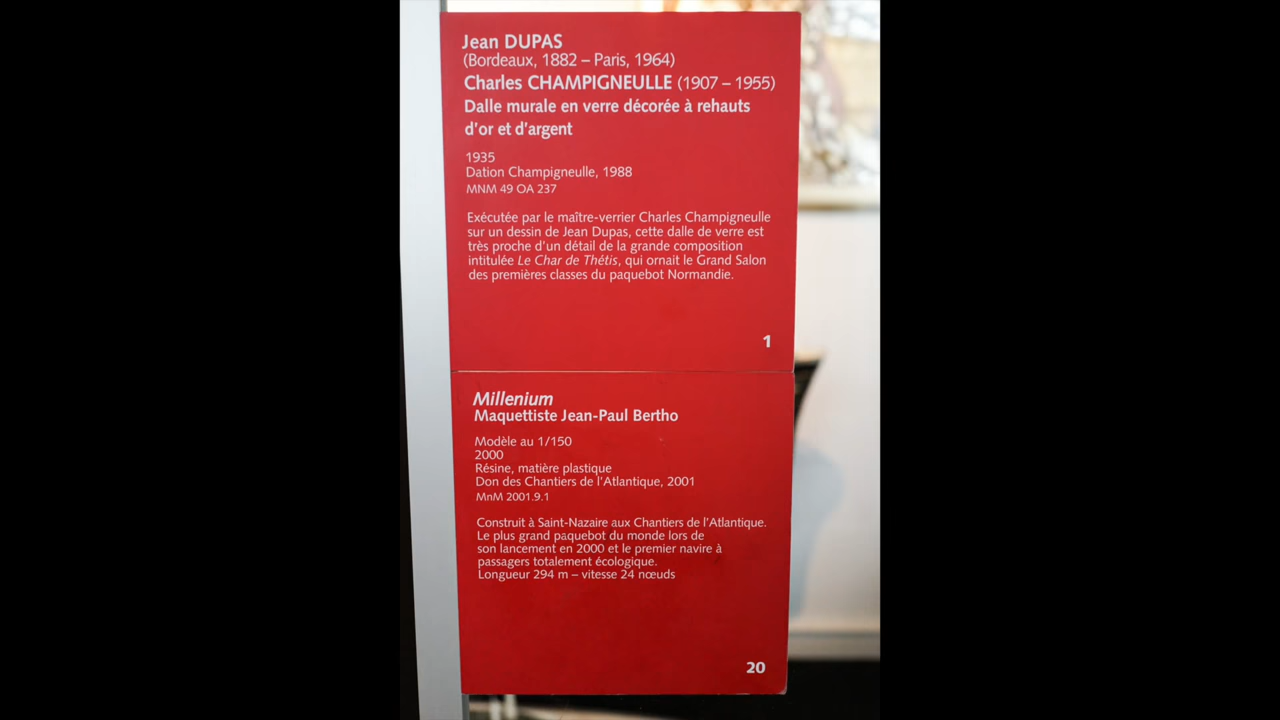 Jean DUPAS
(Bordeaux, 1882 – Paris, 1964)
Charles CHAMPIGNEULLE (1907 – 1955)
Dalle murale en verre décorée à rehauts
d'or et d'argent
1935
Dation Champigneulle, 1988
MNM 49 OA 237
Exécutée par le maître-verrier Charles Champigneulle
sur un dessin de Jean Dupas, cette dalle de verre est
très proche d'un détail de la grande composition
intitulée Le Char de Thétis, qui ornait le Grand Salon
des premières classes du paquebot Normandie.
1
Millenium
Maquettiste Jean-Paul Bertho
Modèle au 1/150
2000
Résine, matière plastique
Don des Chantiers de l'Atlantique, 2001
MnM 2001.9.1
Construit à Saint-Nazaire aux Chantiers de l'Atlantique.
Le plus grand paquebot du monde lors de
son lancement en 2000 et le premier navire à
passagers totalement écologique.
Longueur 294 m – vitesse 24 nœuds
20